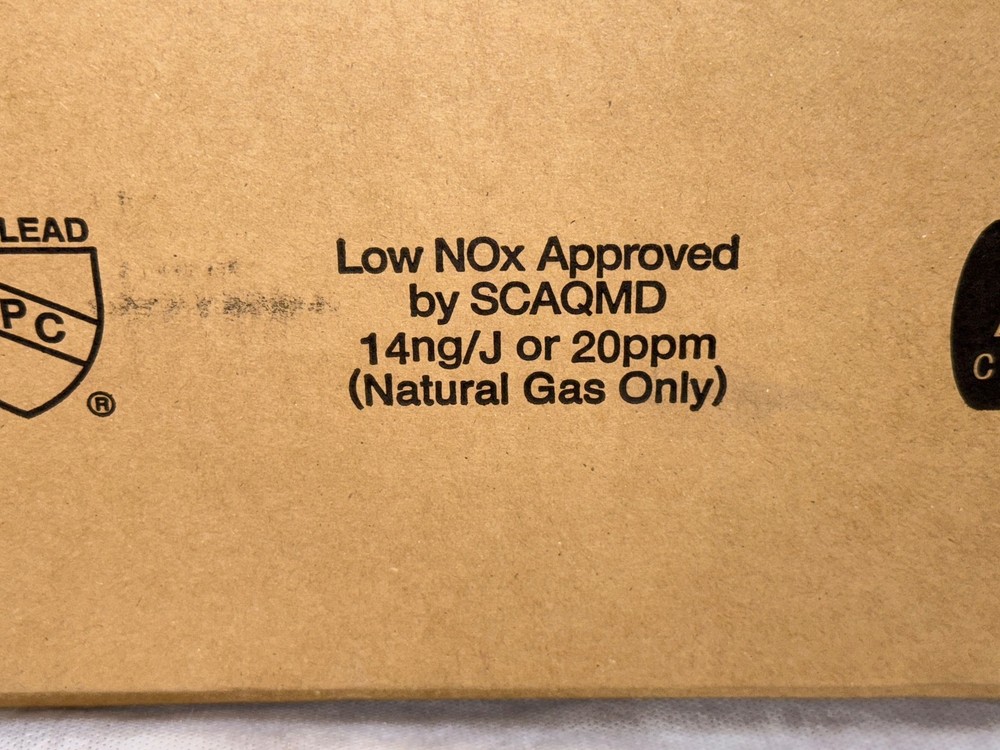 LEAD
PC
®
Low NOx Approved
by SCAQMD
14ng/J or 20ppm
(Natural Gas Only)
C